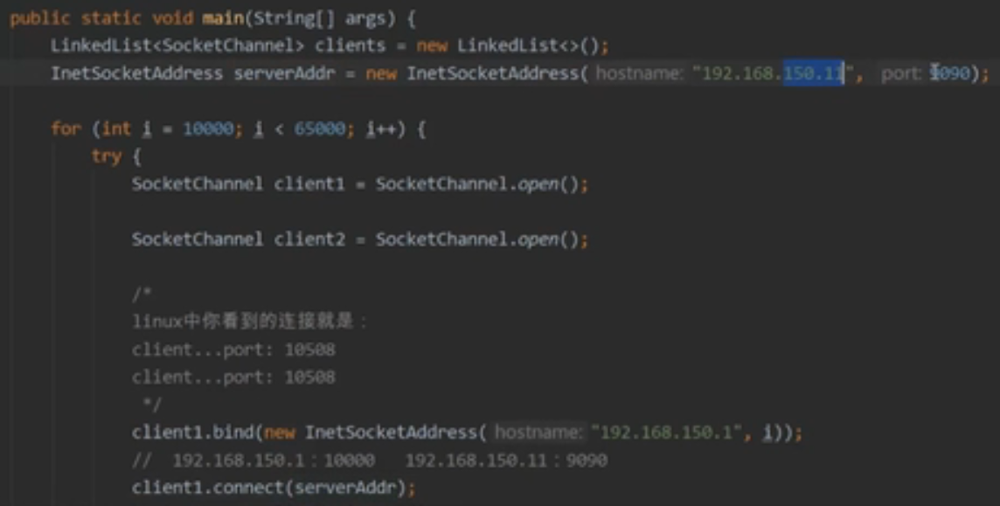 public static void main(String[] args) {
LinkedList<SocketChannel> clients = new LinkedList<>();
InetSocketAddress serverAddr = new InetSocketAddress( hostname: "192.168.150.11", port: 9090);
for (int i = 10000; i < 65000; i++) {
try {
SocketChannel client1 = SocketChannel.open();
SocketChannel client2 = SocketChannel.open();
/*
linux中你看到的连接就是：
client...port: 10508
client...port: 10508
*/
client1.bind(new InetSocketAddress( hostname: "192.168.150.1", i));
// 192.168.150.1：10000 192.168.150.11：9090
client1.connect(serverAddr);